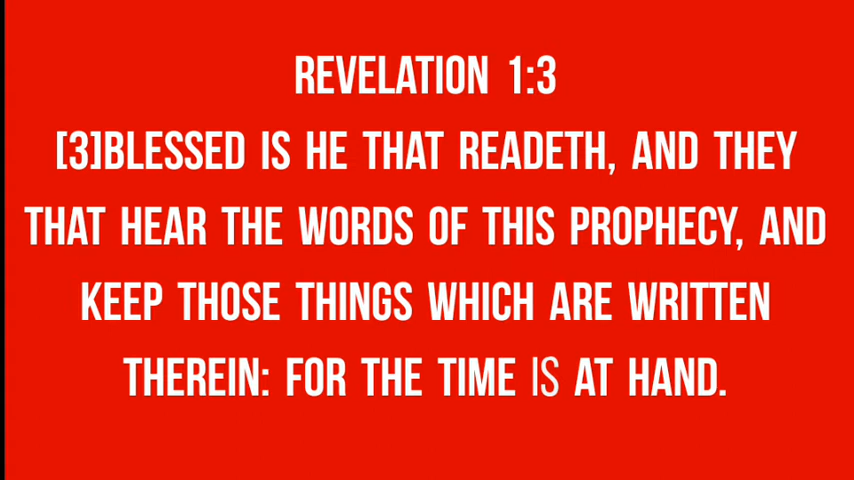 REVELATION 1:3
[3]BLESSED IS HE THAT READETH, AND THEY
THAT HEAR THE WORDS OF THIS PROPHECY, AND
KEEP THOSE THINGS WHICH ARE WRITTEN
THEREIN: FOR THE TIME IS AT HAND.